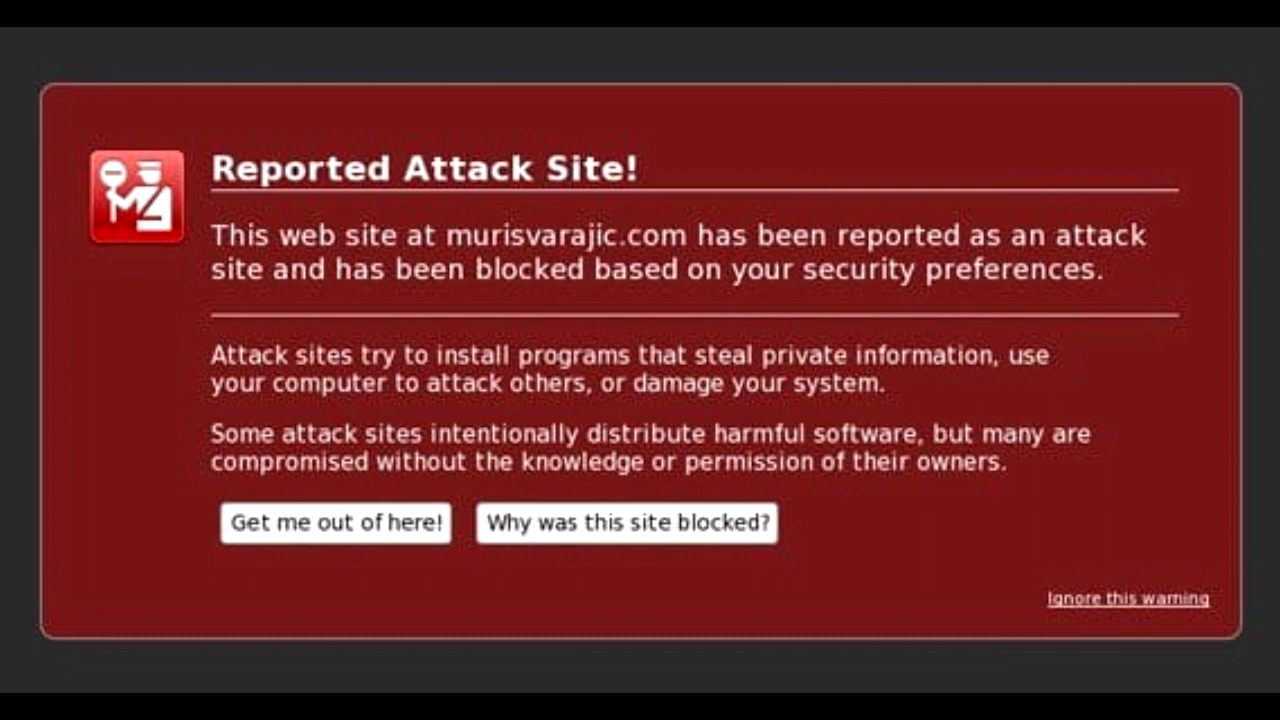 Reported Attack Site!
This web site at murisvarajic.com has been reported as an attack
site and has been blocked based on your security preferences.
Attack sites try to install programs that steal private information, use
your computer to attack others, or damage your system.
Some attack sites intentionally distribute harmful software, but many are
compromised without the knowledge or permission of their owners.
Get me out of here! Why was this site blocked?
Ignore this warning